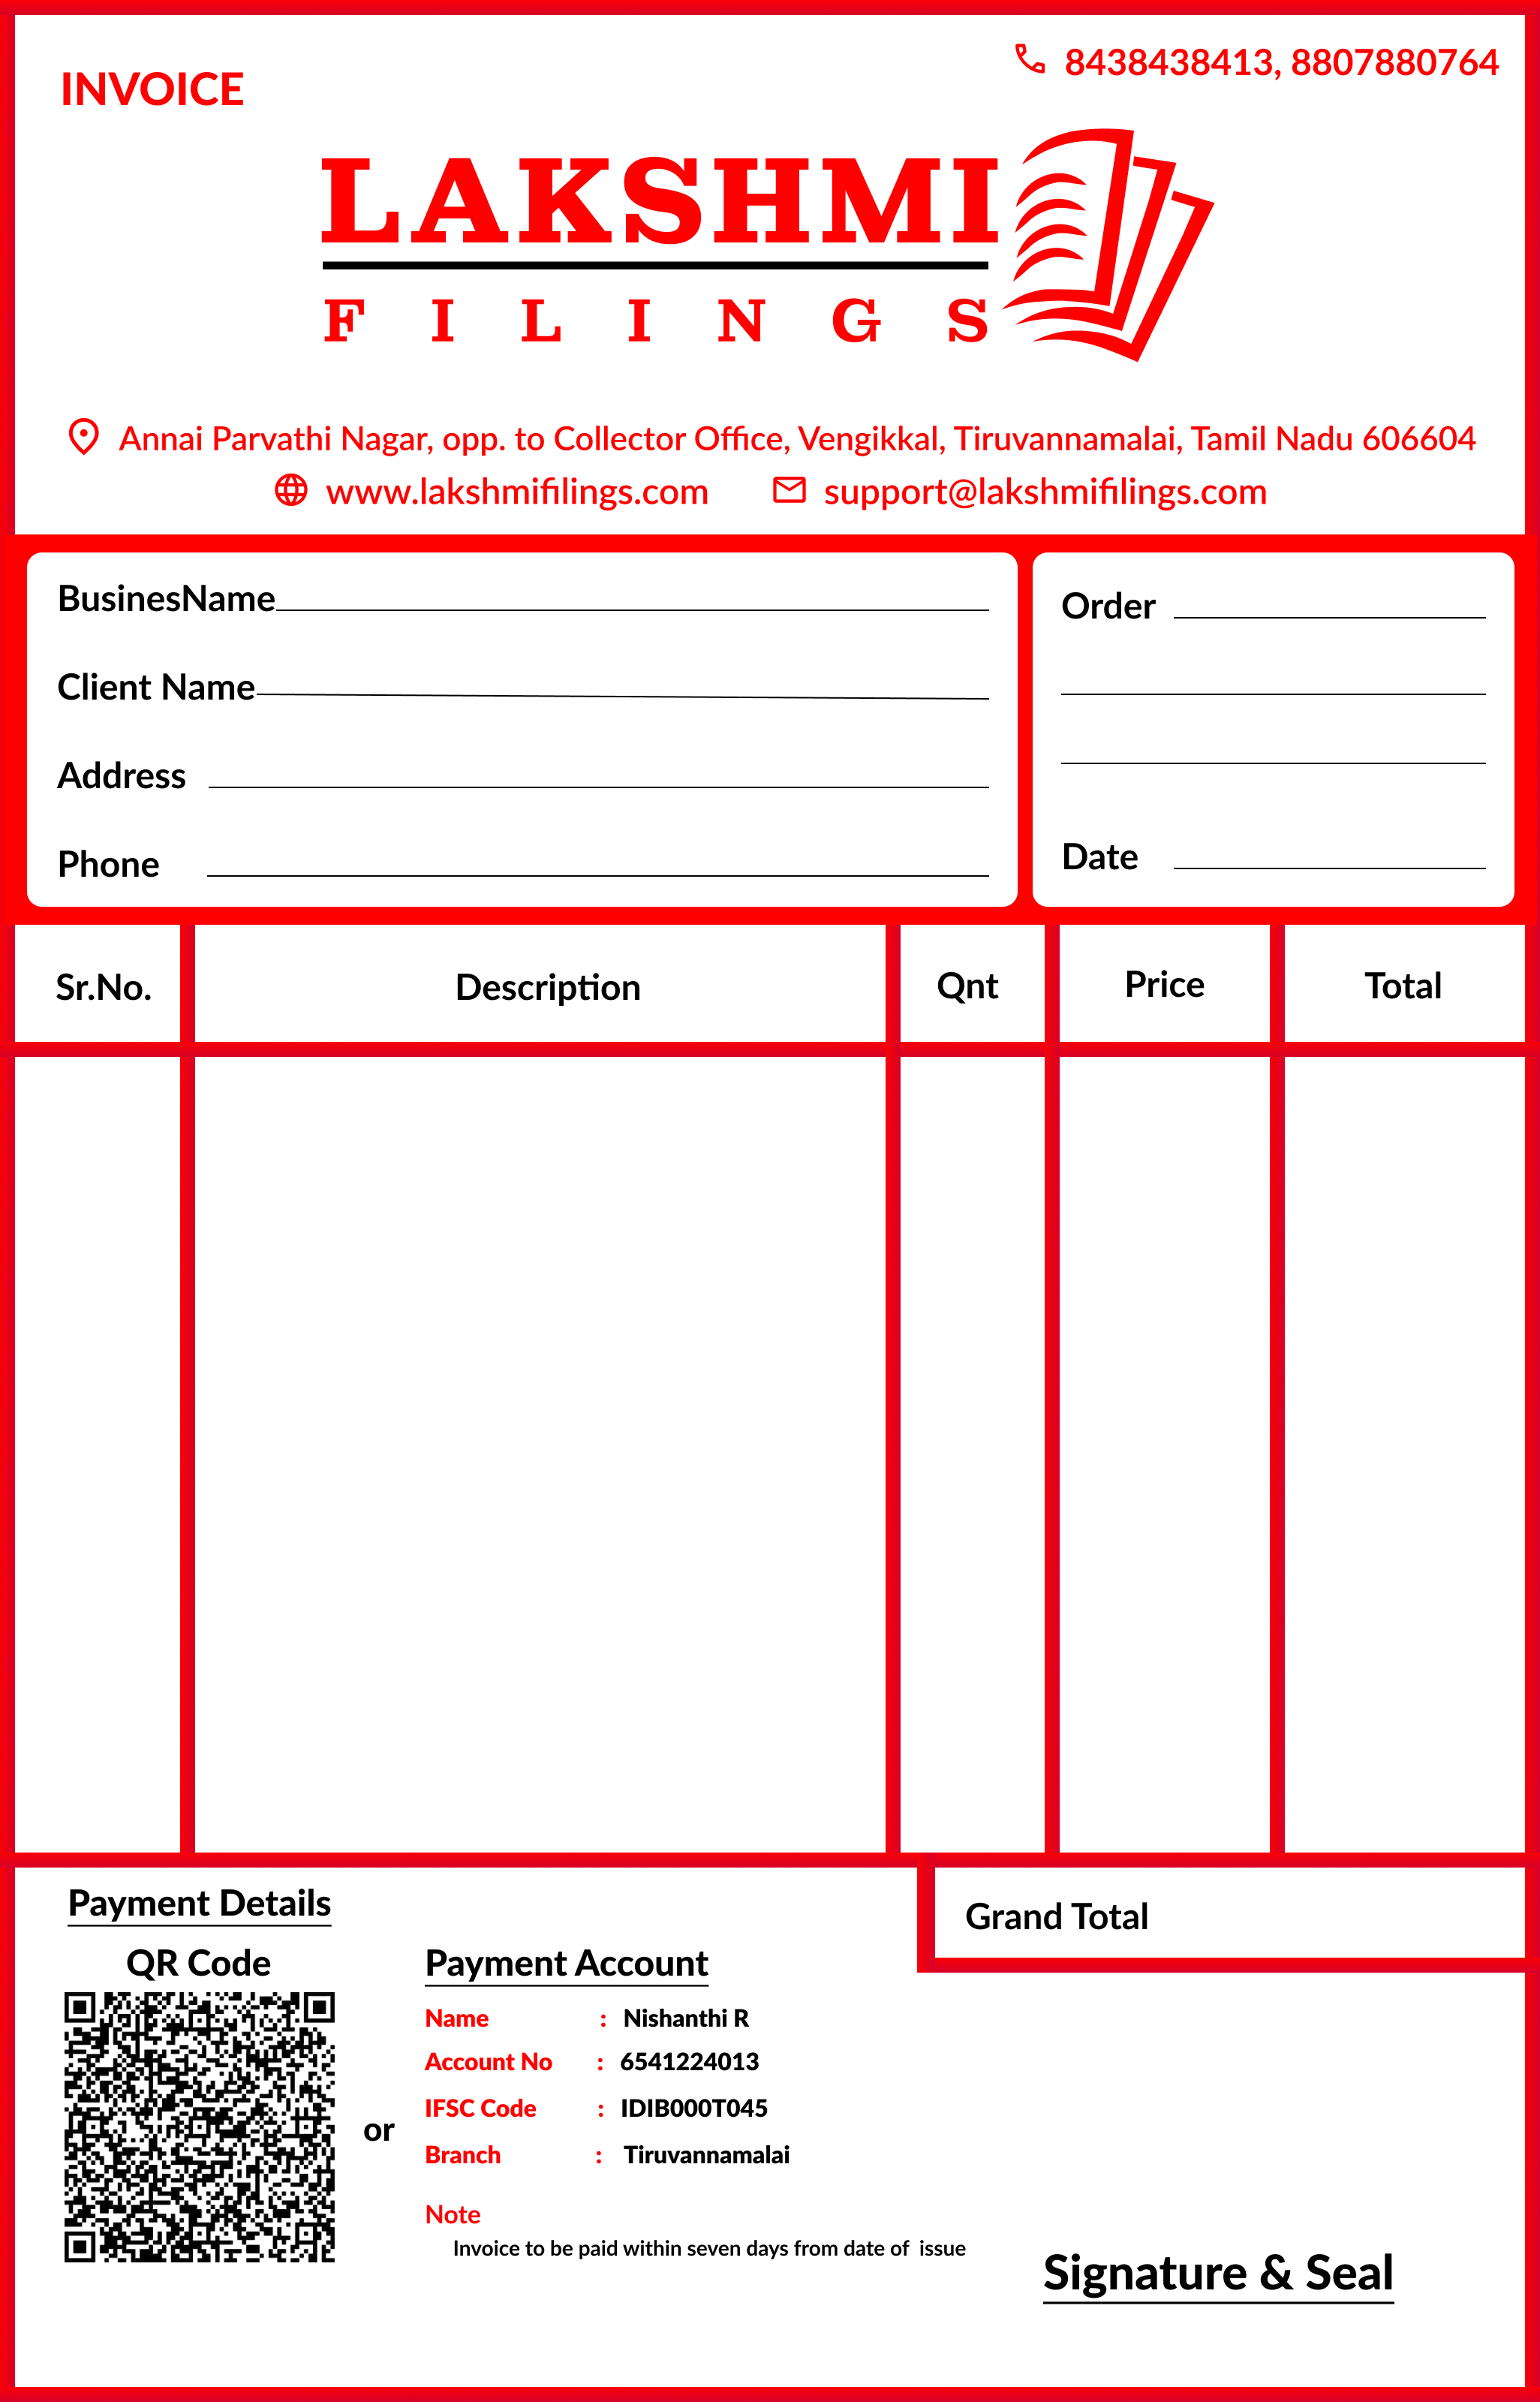 INVOICE
8438438413, 8807880764
LAKSHMI
FILINGS
Annai Parvathi Nagar, opp. to Collector Office, Vengikkal, Tiruvannamalai, Tamil Nadu 606604
www.lakshmifilings.com support@lakshmifilings.com
BusinesName
Client Name
Address
Phone
Order
Date
Sr.No. Description Qnt Price Total
Grand Total
Payment Details
QR Code
or
Payment Account
Name : Nishanthi R
Account No : 6541224013
IFSC Code : IDIB000T045
Branch : Tiruvannamalai
Note
Invoice to be paid within seven days from date of issue
Signature & Seal